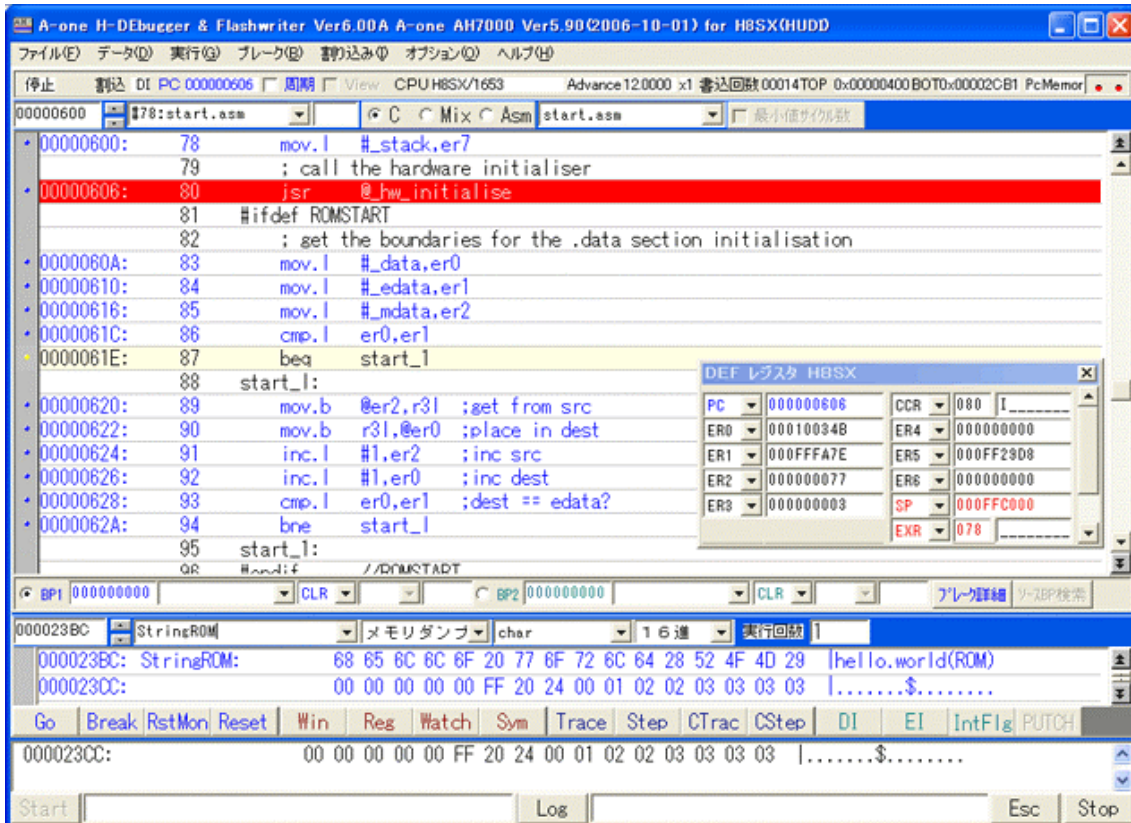 A-one H-DEbugger & Flashwriter Ver6.00A A-one AH7000 Ver5.90(2006-10-01) for H8SX(HUDI)
ファイル(F) データ(D) 実行(G) ブレーク(B) 割り込み(I) オプション(O) ヘルプ(H)
停止 割込 DI PC 000000606 周期 View CPU H8SX/1653 Advance 12.0000 x1 書込回数 00014 TOP 0x00000400 BOT0x00002CB1 PcMemor
00000600 #78:start.asm C Mix Asm start.asm 最小値サイクル数
00000600: 78 mov.l #_stack,er7
79 ; call the hardware initialiser
00000606: 80 jsr @_hw_initialise
81 #ifdef ROMSTART
82 ; get the boundaries for the .data section initialisation
0000060A: 83 mov.l #_data,er0
00000610: 84 mov.l #_edata,er1
00000616: 85 mov.l #_mdata,er2
0000061C: 86 cmp.l er0,er1
0000061E: 87 beq start_1
88 start_l:
00000620: 89 mov.b @er2,r3l ;get from src
00000622: 90 mov.b r3l,@er0 ;place in dest
00000624: 91 inc.l #1,er2 ;inc src
00000626: 92 inc.l #1,er0 ;inc dest
00000628: 93 cmp.l er0,er1 ;dest == edata?
0000062A: 94 bne start_l
95 start_1:
96 #endif //ROMSTART
DEF レジスタ H8SX
PC 000000606 CCR 080 I_______
ER0 00010034B ER4 000000000
ER1 000FFFA7E ER5 000FF29D8
ER2 000000077 ER6 000000000
ER3 000000003 SP 000FFC000
EXR 078 ________
BP1 000000000 CLR BP2 000000000 CLR ブレーク詳細 ソースBP検索
000023BC StringROM メモリダンプ char 16進 実行回数 1
000023BC: StringROM: 68 65 6C 6C 6F 20 77 6F 72 6C 64 28 52 4F 4D 29 |hello.world(ROM)
000023CC: 00 00 00 00 00 FF 20 24 00 01 02 02 03 03 03 03 |.......$........
Go Break RstMon Reset Win Reg Watch Sym Trace Step CTrac CStep DI EI IntFlg PUTCH
000023CC: 00 00 00 00 00 FF 20 24 00 01 02 02 03 03 03 03 |.......$........
Start Log Esc Stop